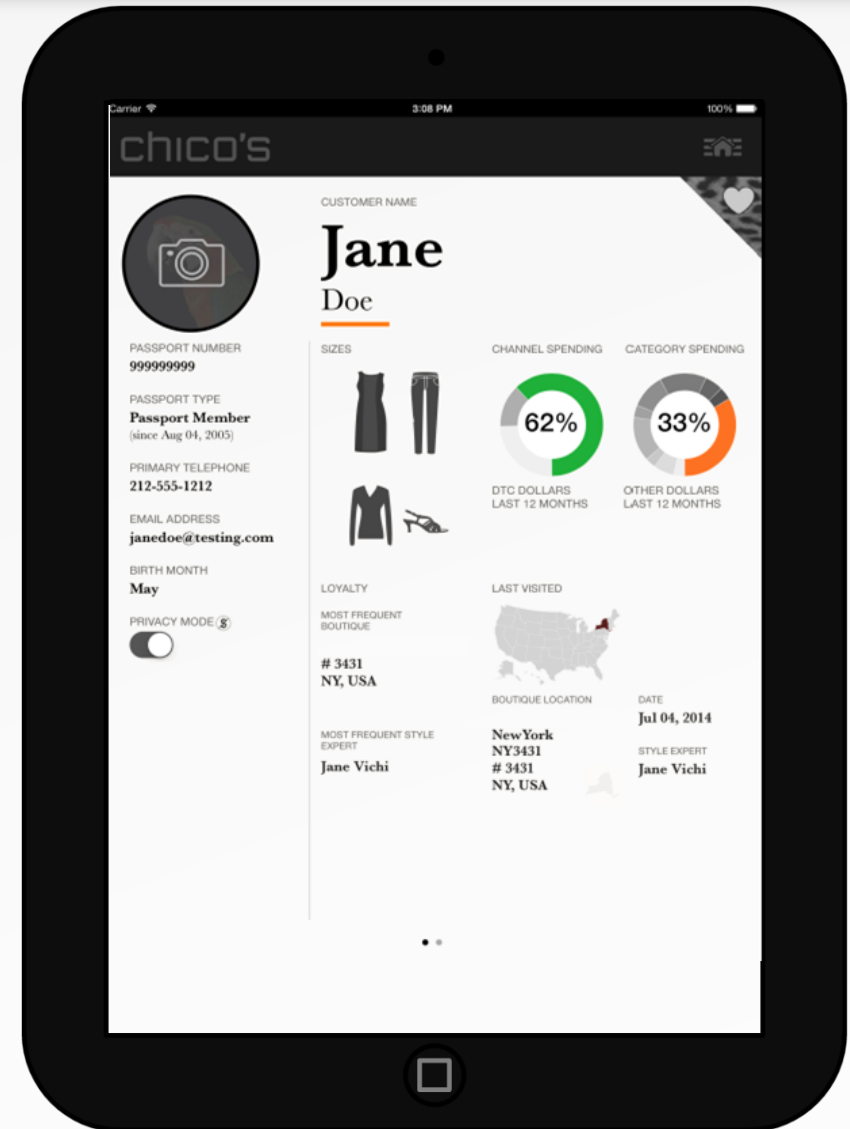 Carrier
3:08 PM
100%
chico's
CUSTOMER NAME
Jane
Doe
PASSPORT NUMBER
999999999
PASSPORT TYPE
Passport Member
(since Aug 04, 2005)
PRIMARY TELEPHONE
212-555-1212
EMAIL ADDRESS
janedoe@testing.com
BIRTH MONTH
May
PRIVACY MODE $
SIZES
CHANNEL SPENDING
62%
DTC DOLLARS
LAST 12 MONTHS
CATEGORY SPENDING
33%
OTHER DOLLARS
LAST 12 MONTHS
LOYALTY
MOST FREQUENT
BOUTIQUE
# 3431
NY, USA
MOST FREQUENT STYLE
EXPERT
Jane Vichi
LAST VISITED
BOUTIQUE LOCATION
NewYork
NY3431
# 3431
NY, USA
DATE
Jul 04, 2014
STYLE EXPERT
Jane Vichi